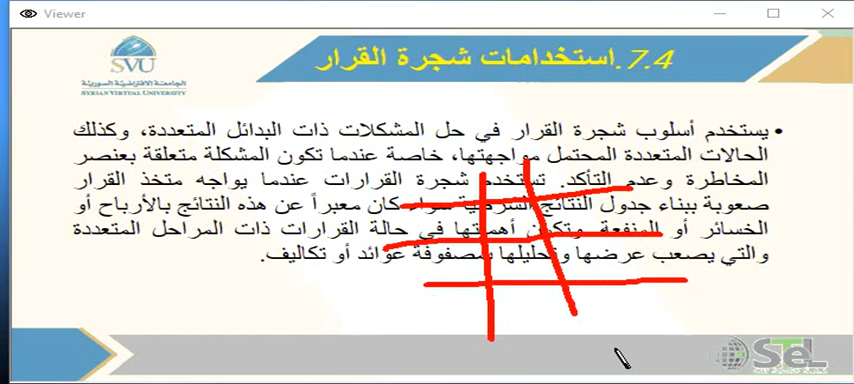 Viewer
7.4. استخدامات شجرة القرار
SVU
الجامعة الافتراضية السورية
SYRIAN VIRTUAL UNIVERSITY
• يستخدم أسلوب شجرة القرار في حل المشكلات ذات البدائل المتعددة، وكذلك
الحالات المتعددة المحتمل مواجهتها، خاصة عندما تكون المشكلة متعلقة بعنصر
المخاطرة وعدم التأكد. تستخدم شجرة القرارات عندما يواجه متخذ القرار
صعوبة ببناء جدول النتائج الشرطية سواء كان معبراً عن هذه النتائج بالأرباح أو
الخسائر أو المنفعة. وتكون أهميتها في حالة القرارات ذات المراحل المتعددة
والتي يصعب عرضها وتحليلها بمصفوفة عوائد أو تكاليف.
STeL